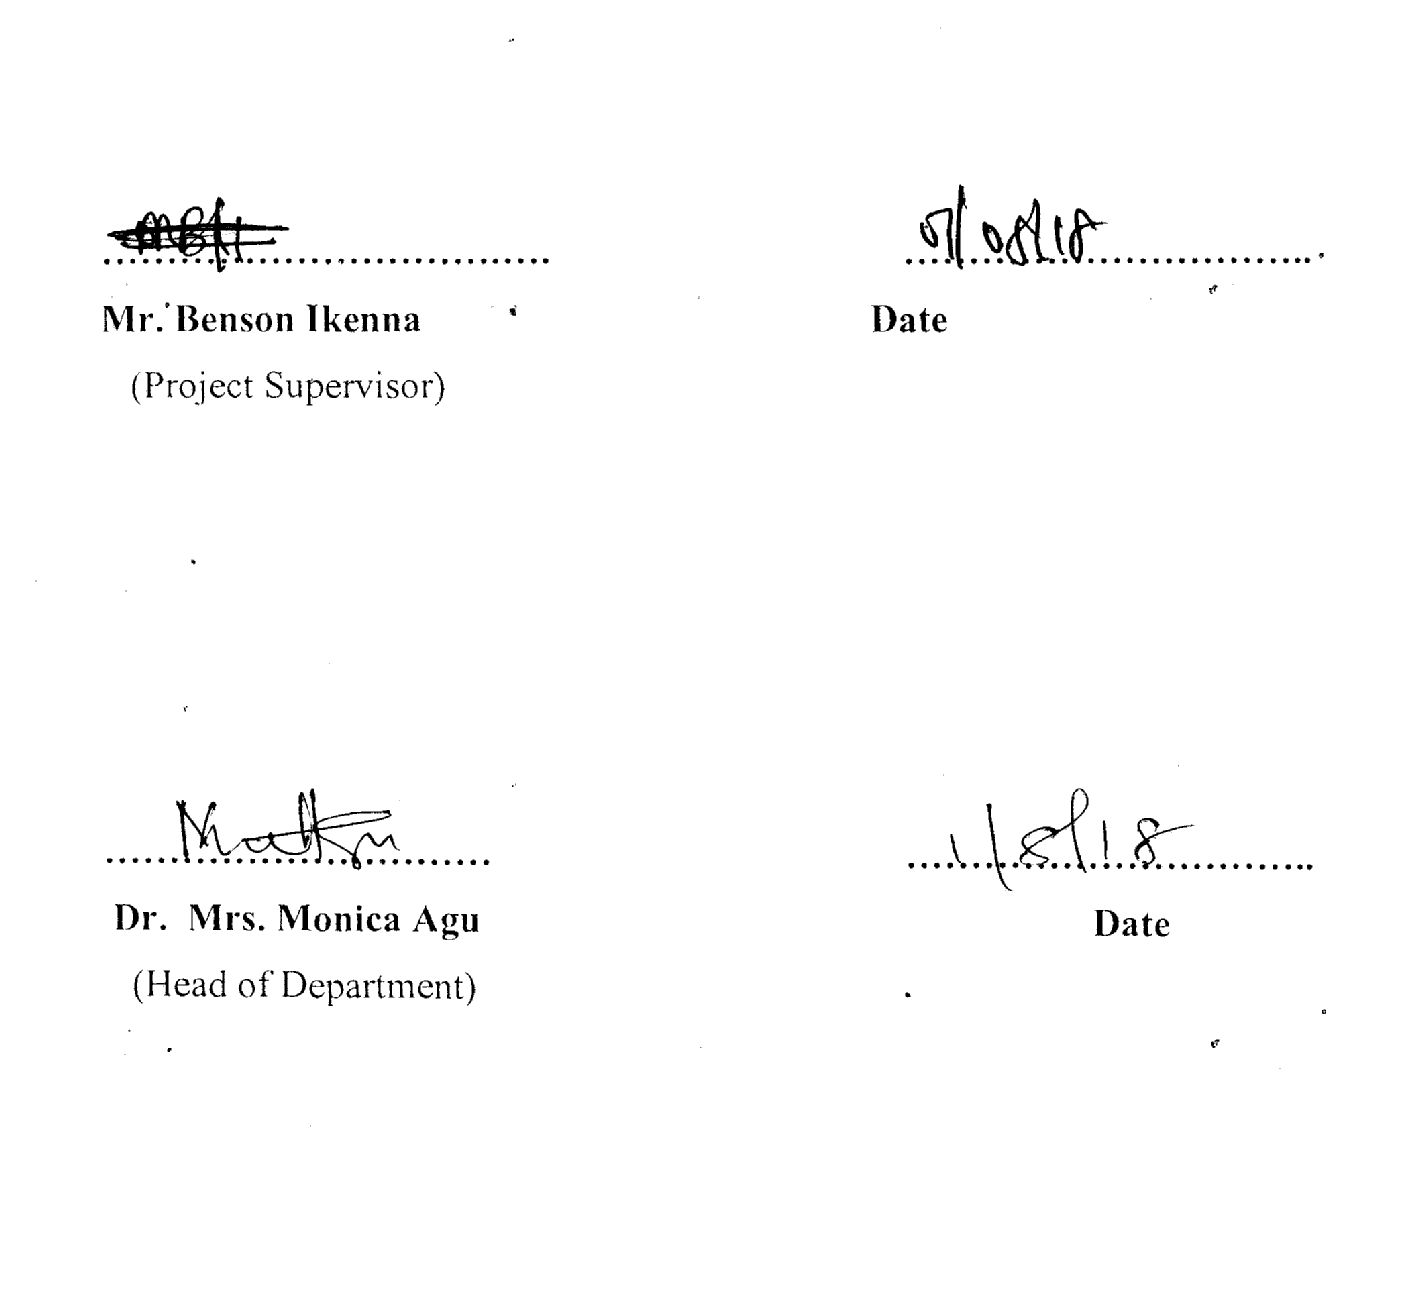 01/08/18
Mr. Benson Ikenna Date
(Project Supervisor)
1/8/18
Dr. Mrs. Monica Agu Date
(Head of Department)